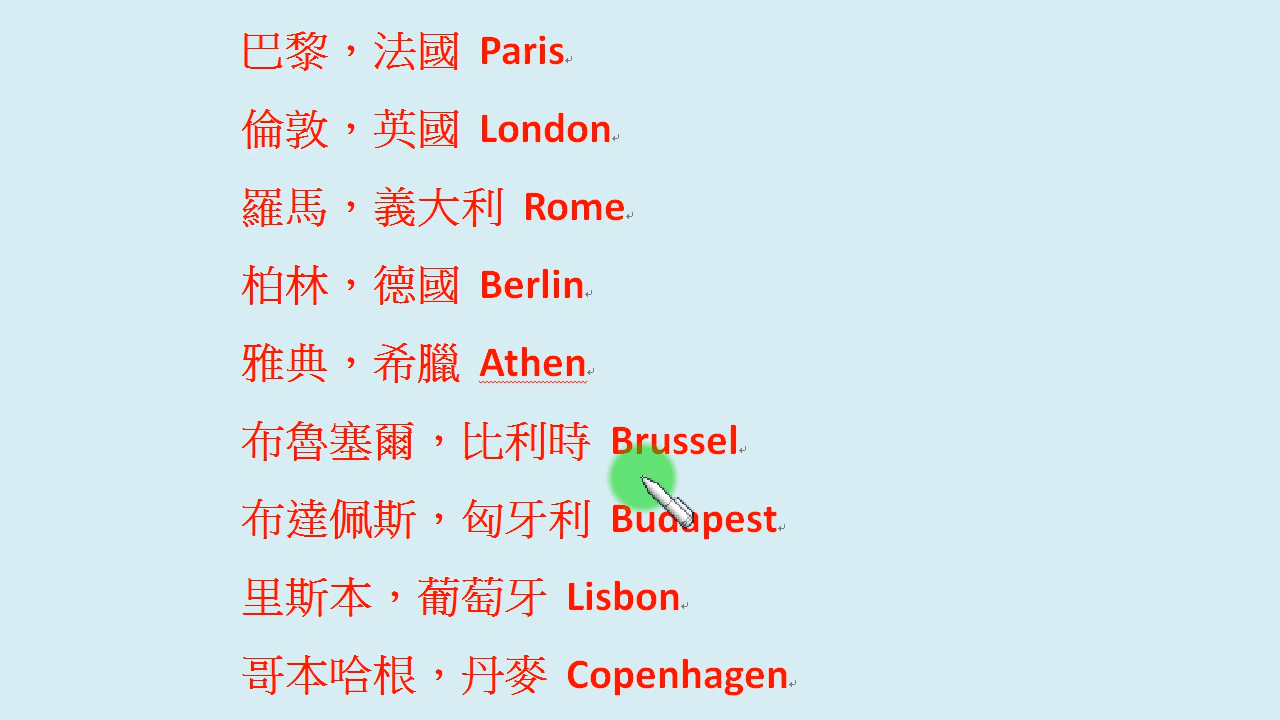 巴黎，法國 Paris
倫敦，英國 London
羅馬，義大利 Rome
柏林，德國 Berlin
雅典，希臘 Athen
布魯塞爾，比利時 Brussel
布達佩斯，匈牙利 Budapest
里斯本，葡萄牙 Lisbon
哥本哈根，丹麥 Copenhagen